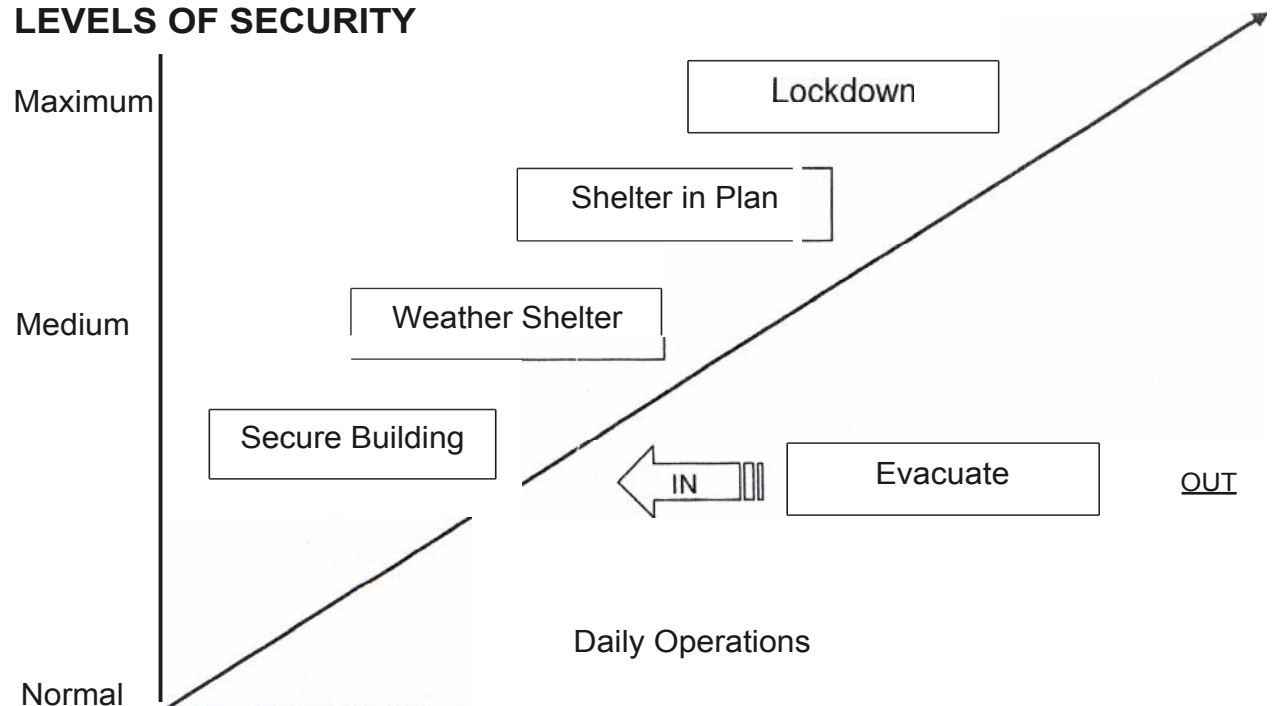 LEVELS OF SECURITY
Maximum
Lockdown
Shelter in Plan
Medium
Weather Shelter
Secure Building
IN
Evacuate
OUT
Daily Operations
Normal